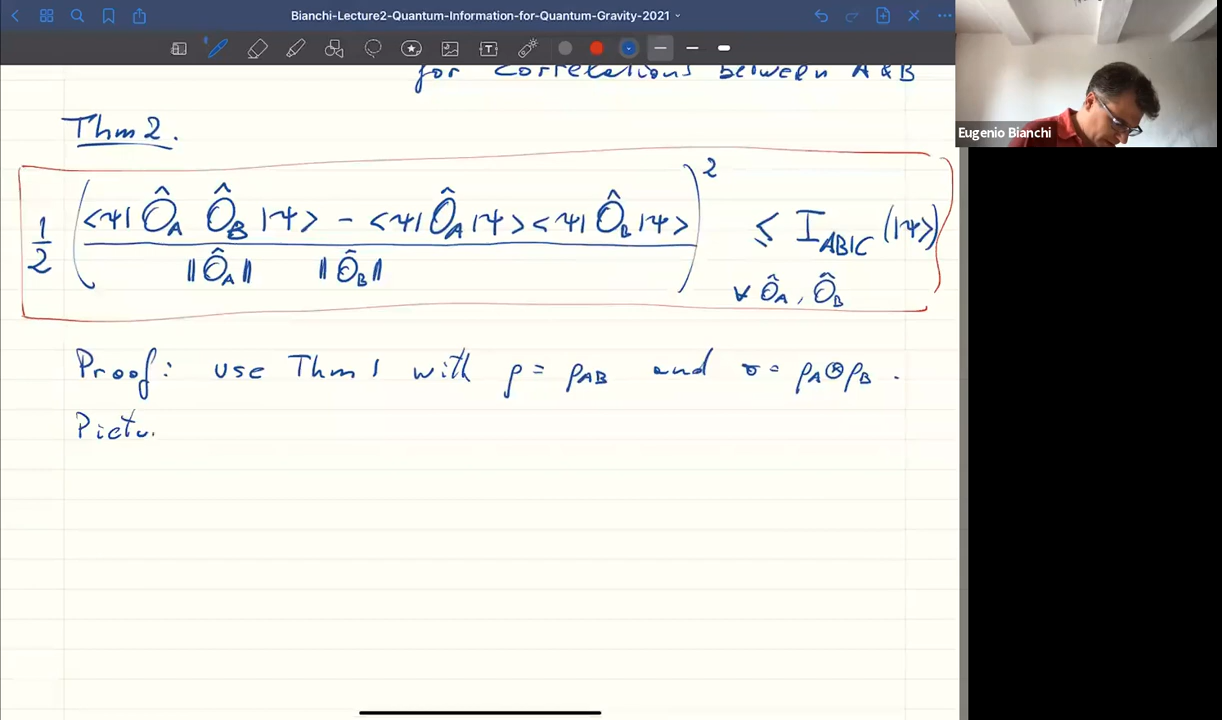 Bianchi-Lecture2-Quantum-Information-for-Quantum-Gravity-2021
Eugenio Bianchi
for correlations between A & B
Thm 2.
1/2 ( (<ψ| Ô_A Ô_B |ψ> - <ψ| Ô_A |ψ> <ψ| Ô_B |ψ>) / (‖Ô_A‖ ‖Ô_B‖) )² ≤ I_ABIC (|ψ>)
∀ Ô_A, Ô_B
Proof: use Thm 1 with ρ = ρ_AB and σ = ρ_A ⊗ ρ_B .
Pictu